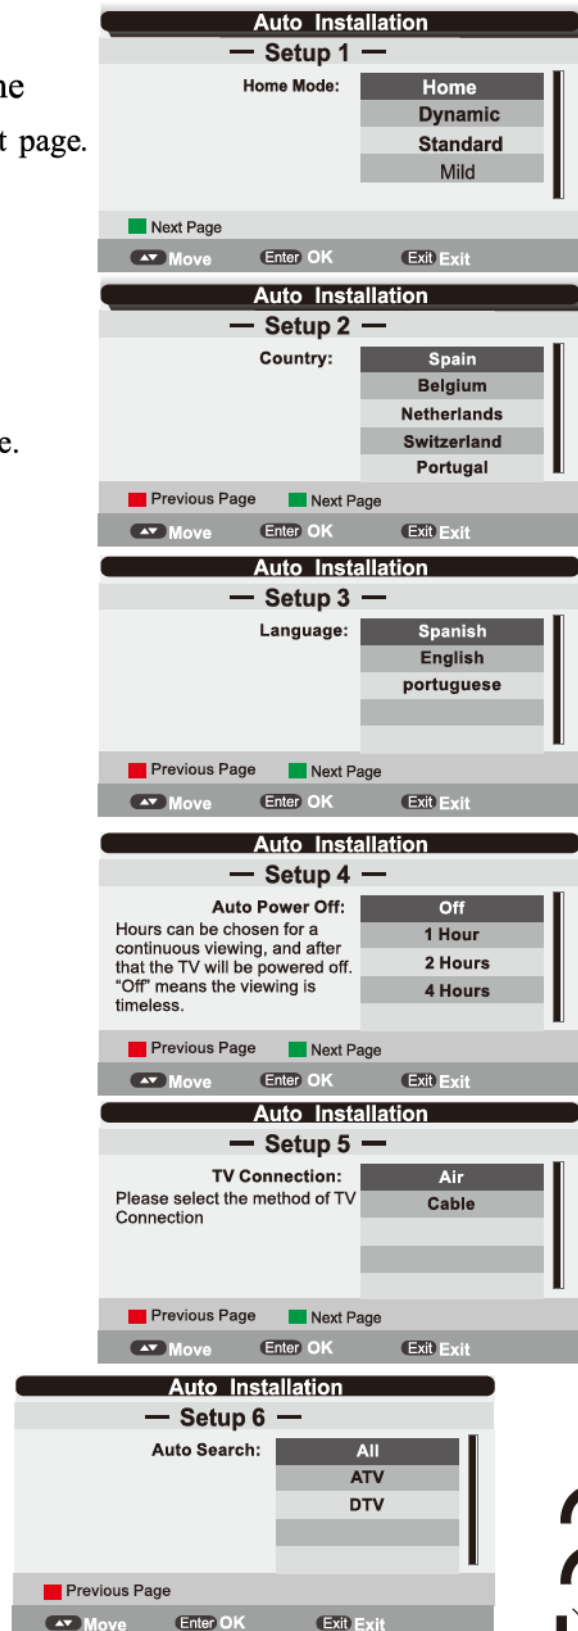 ne
t page.
e.
Auto Installation
— Setup 1 —
Home Mode:
Home
Dynamic
Standard
Mild
Next Page
Move Enter OK Exit Exit
Auto Installation
— Setup 2 —
Country:
Spain
Belgium
Netherlands
Switzerland
Portugal
Previous Page Next Page
Move Enter OK Exit Exit
Auto Installation
— Setup 3 —
Language:
Spanish
English
portuguese
Previous Page Next Page
Move Enter OK Exit Exit
Auto Installation
— Setup 4 —
Auto Power Off:
Hours can be chosen for a
continuous viewing, and after
that the TV will be powered off.
“Off” means the viewing is
timeless.
Off
1 Hour
2 Hours
4 Hours
Previous Page Next Page
Move Enter OK Exit Exit
Auto Installation
— Setup 5 —
TV Connection:
Please select the method of TV
Connection
Air
Cable
Previous Page Next Page
Move Enter OK Exit Exit
Auto Installation
— Setup 6 —
Auto Search:
All
ATV
DTV
Previous Page
Move Enter OK Exit Exit